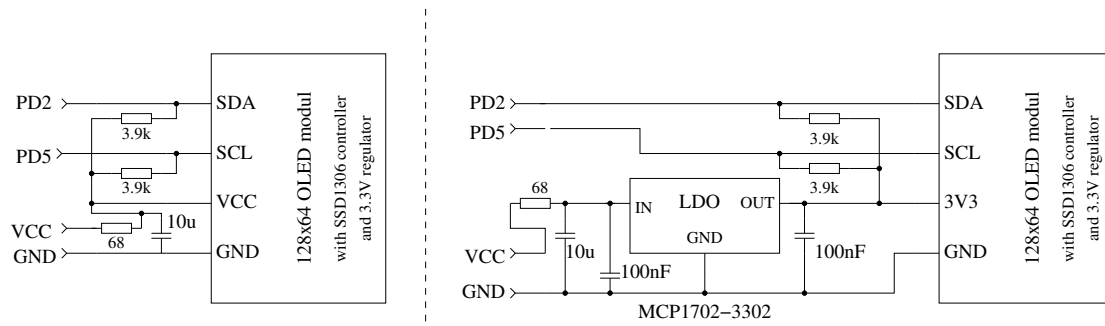 PD2
SDA
3.9k
PD5
SCL
3.9k
VCC
10u
VCC
68
GND
GND
128x64 OLED modul
with SSD1306 controller
and 3.3V regulator
PD2
SDA
PD5
3.9k
SCL
3.9k
68
IN
LDO
OUT
3V3
GND
VCC
10u
100nF
GND
100nF
GND
MCP1702-3302
128x64 OLED modul
with SSD1306 controller
and 3.3V regulator